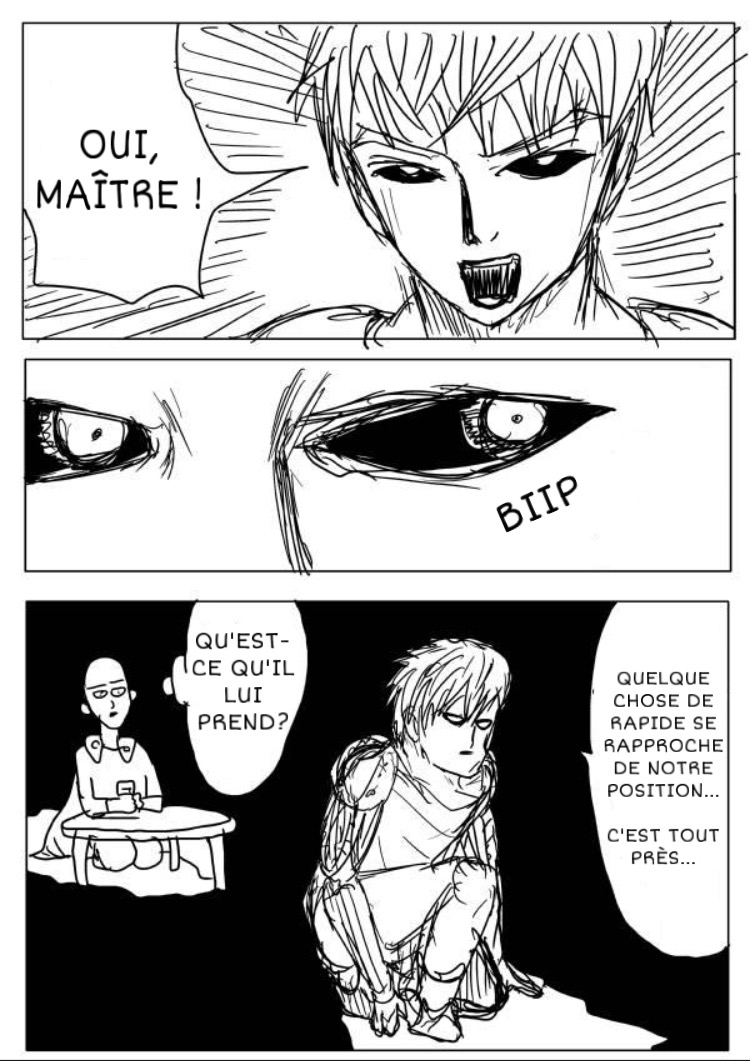 OUI,
MAÎTRE !
BIIP
QU'EST-
CE QU'IL
LUI
PREND?
QUELQUE
CHOSE DE
RAPIDE SE
RAPPROCHE
DE NOTRE
POSITION...
C'EST TOUT
PRÈS...